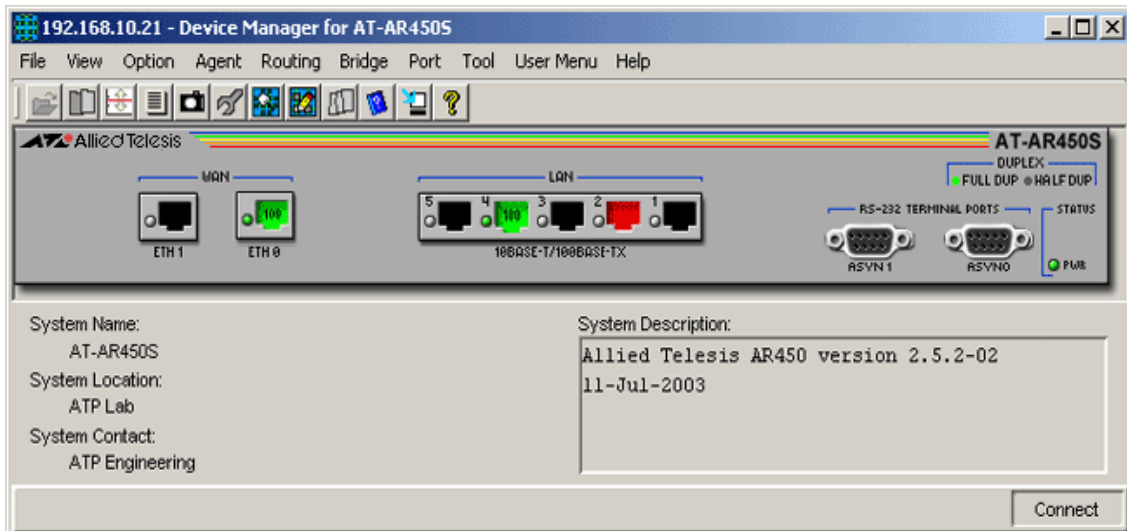 192.168.10.21 - Device Manager for AT-AR450S
File View Option Agent Routing Bridge Port Tool User Menu Help
Allied Telesis
AT-AR450S
DUPLEX
FULL DUP HALF DUP
WAN
LAN
RS-232 TERMINAL PORTS
STATUS
100
5 4 3 2 1
100
ETH 1
ETH 0
10BASE-T/100BASE-TX
ASYN 1
ASYN0
PWR
System Name:
AT-AR450S
System Location:
ATP Lab
System Contact:
ATP Engineering
System Description:
Allied Telesis AR450 version 2.5.2-02
11-Jul-2003
Connect